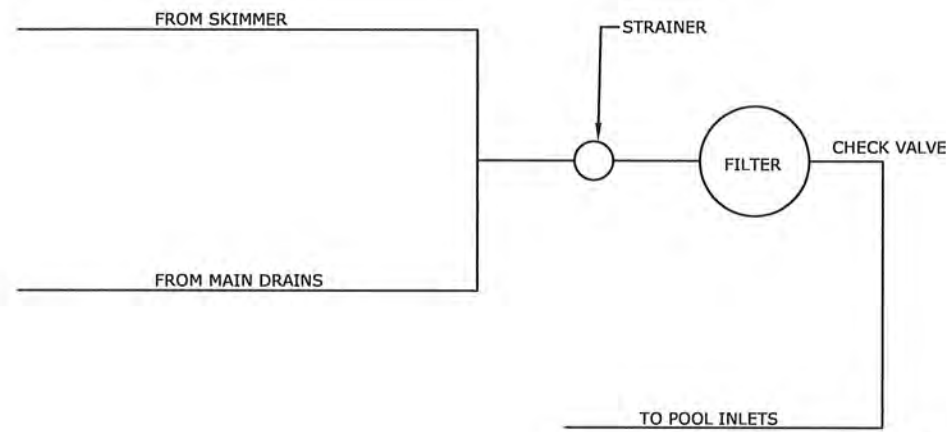 FROM SKIMMER
STRAINER
CHECK VALVE
FILTER
FROM MAIN DRAINS
TO POOL INLETS